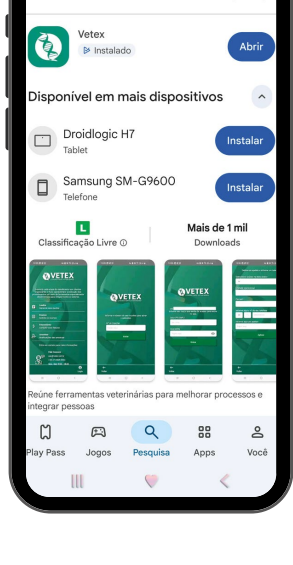 Vetex
Instalado
Abrir
Disponível em mais dispositivos
Droidlogic H7
Tablet
Instalar
Samsung SM-G9600
Telefone
Instalar
L
Classificação Livre
Mais de 1 mil
Downloads
VETEX
VETEX
VETEX
Reúne ferramentas veterinárias para melhorar processos e
integrar pessoas
Play Pass
Jogos
Pesquisa
Apps
Você